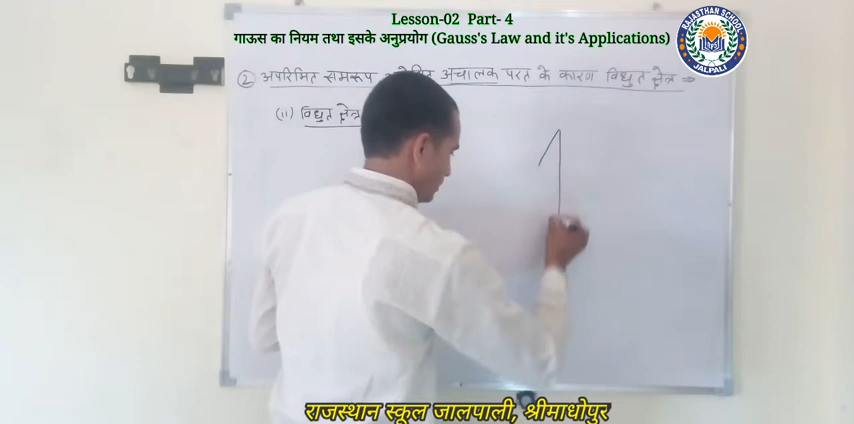 Lesson-02 Part- 4
गाऊस का नियम तथा इसके अनुप्रयोग (Gauss's Law and it's Applications)
RAJASTHAN SCHOOL
JALPALI
② अपरिमित समरूप अचालक परत के कारण विधुत क्षेत्र ⇒
(ii) विधुत क्षेत्र
राजस्थान स्कूल जालपाली, श्रीमाधोपुर